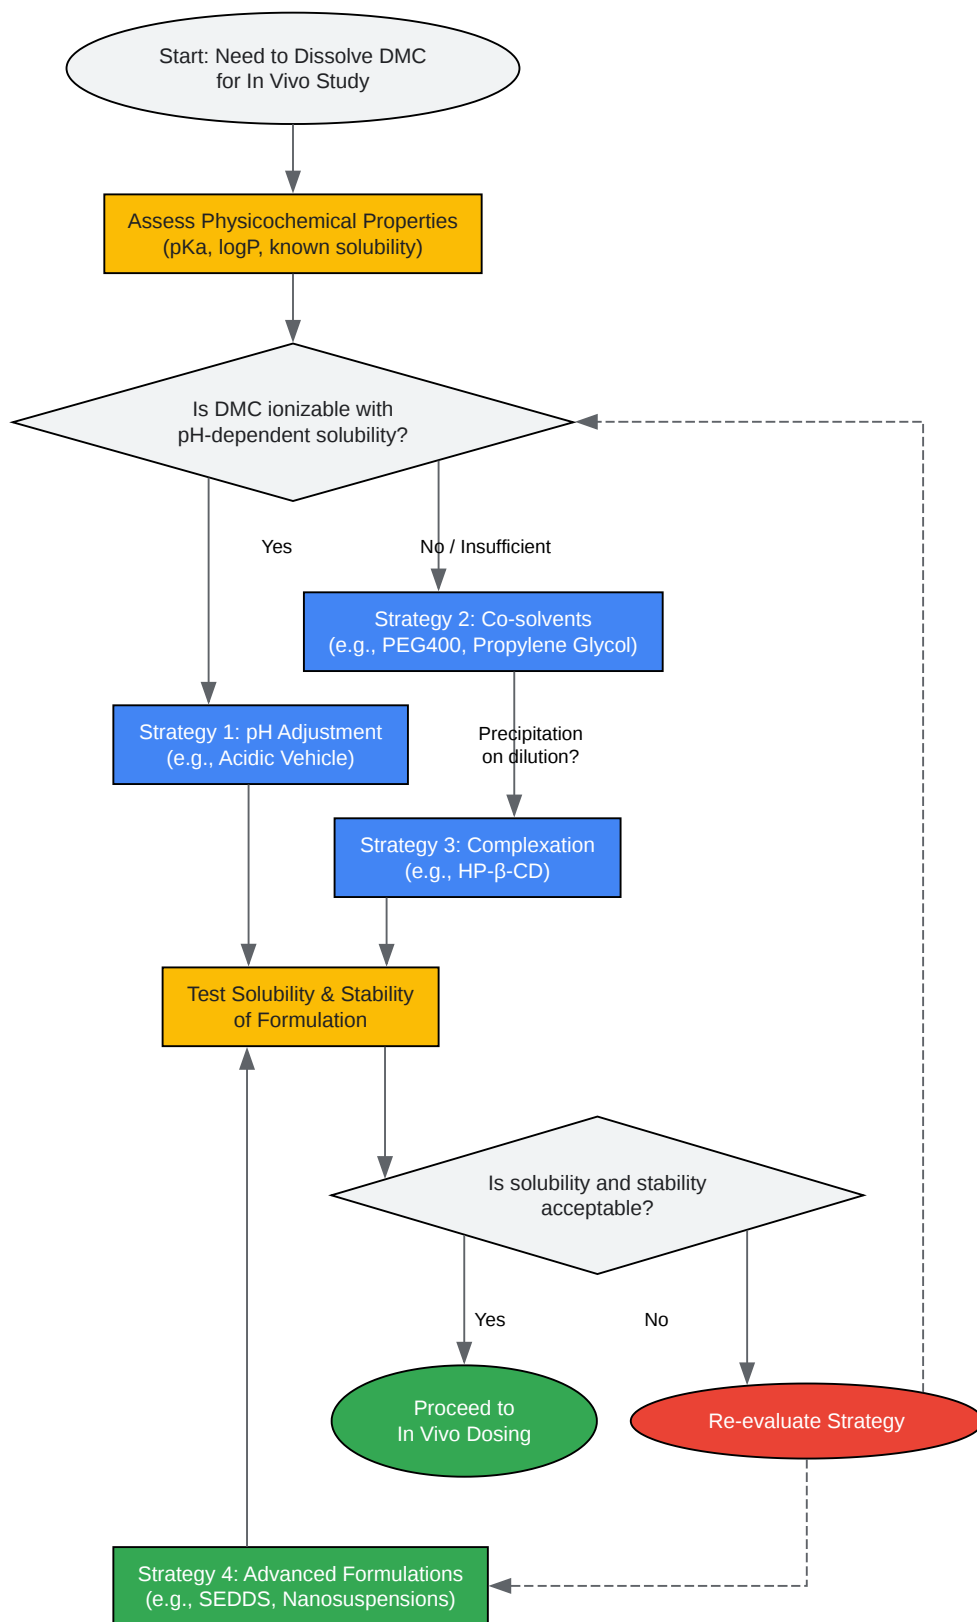 Start: Need to Dissolve DMC
for In Vivo Study
Assess Physicochemical Properties
(pKa, logP, known solubility)
Is DMC ionizable with
pH-dependent solubility?
Yes
No / Insufficient
Strategy 2: Co-solvents
(e.g., PEG400, Propylene Glycol)
Strategy 1: pH Adjustment
(e.g., Acidic Vehicle)
Precipitation
on dilution?
Strategy 3: Complexation
(e.g., HP-β-CD)
Test Solubility & Stability
of Formulation
Is solubility and stability
acceptable?
Yes
No
Proceed to
In Vivo Dosing
Re-evaluate Strategy
Strategy 4: Advanced Formulations
(e.g., SEDDS, Nanosuspensions)